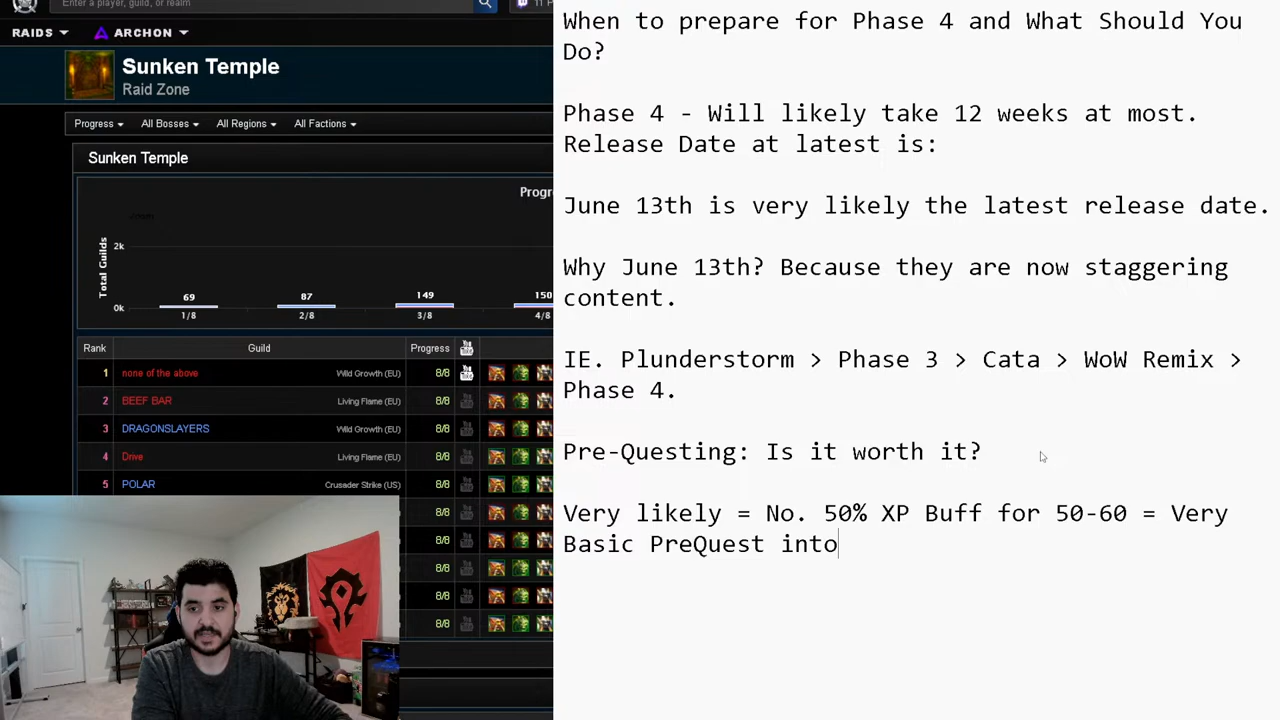 Enter a player, guild, or realm
11 P
RAIDS
ARCHON
Sunken Temple
Raid Zone
Progress
All Bosses
All Regions
All Factions
Sunken Temple
Progr
Total Guilds
2k
0k
69
87
149
150
1/8
2/8
3/8
4/8
Rank
Guild
Progress
1 none of the above Wild Growth (EU) 8/8
2 BEEF BAR Living Flame (EU) 8/8
3 DRAGONSLAYERS Wild Growth (EU) 8/8
4 Drive Living Flame (EU) 8/8
5 POLAR Crusader Strike (US) 8/8
8/8
8/8
8/8
8/8
8/8
When to prepare for Phase 4 and What Should You
Do?
Phase 4 - Will likely take 12 weeks at most.
Release Date at latest is:
June 13th is very likely the latest release date.
Why June 13th? Because they are now staggering
content.
IE. Plunderstorm > Phase 3 > Cata > WoW Remix >
Phase 4.
Pre-Questing: Is it worth it?
Very likely = No. 50% XP Buff for 50-60 = Very
Basic PreQuest into